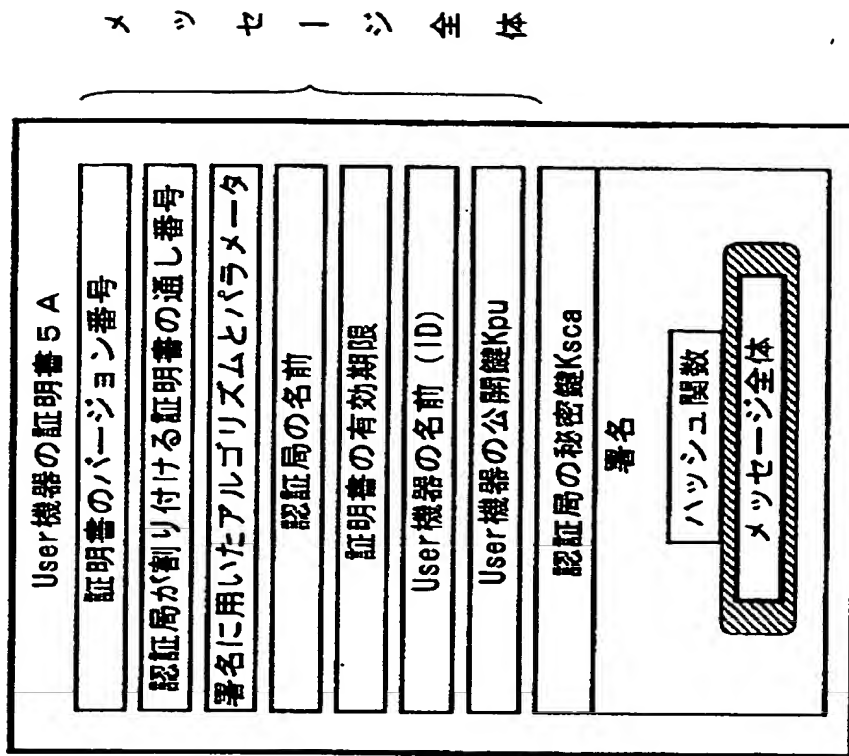 User機器の証明書5A
証明書のバージョン番号
認証局が割り付ける証明書の通し番号
署名に用いたアルゴリズムとパラメータ
認証局の名前
証明書の有効期限
User機器の名前 (ID)
User機器の公開鍵Kpu
認証局の秘密鍵Ksca
署名
ハッシュ関数
メッセージ全体
メッセージ全体